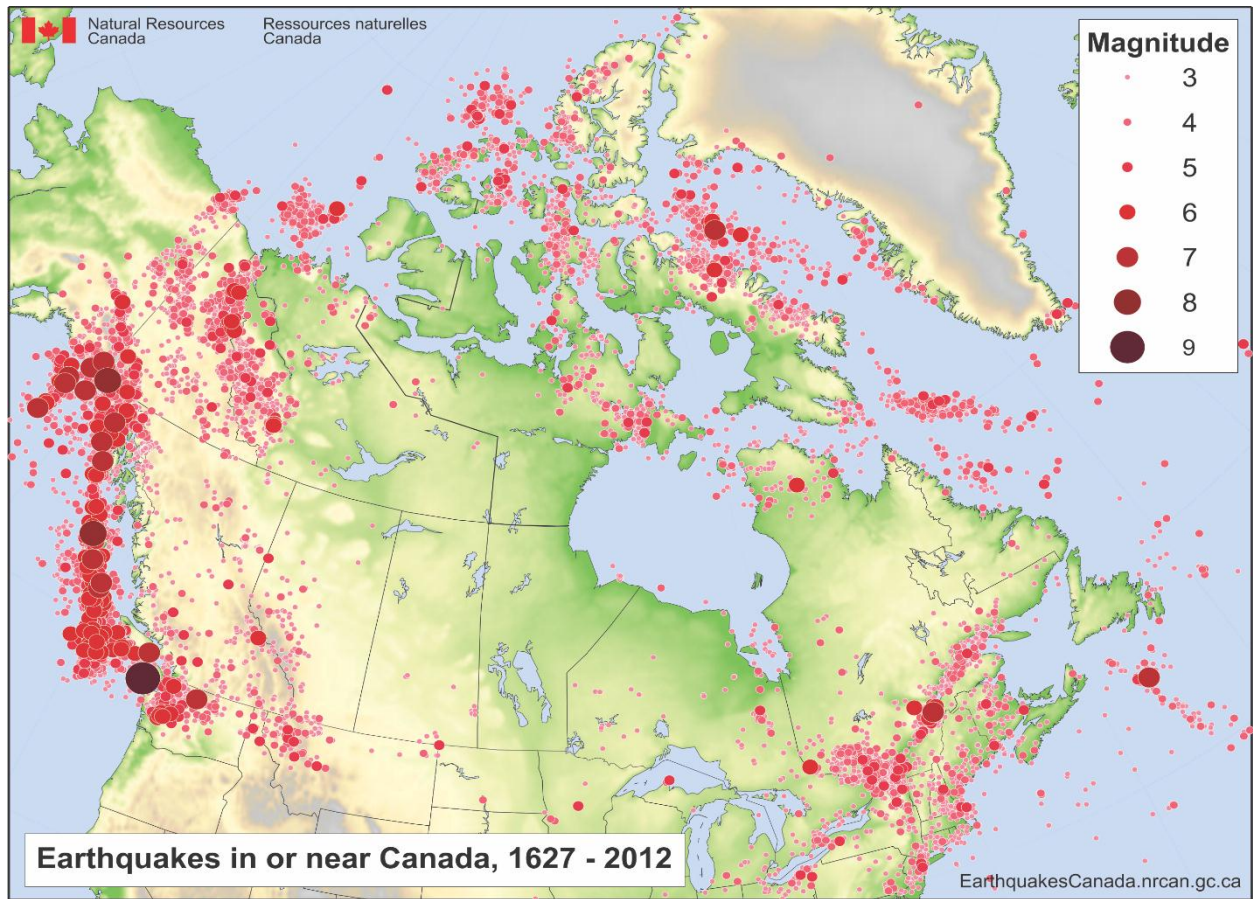 Natural Resources
Canada
Ressources naturelles
Canada
Magnitude
3
4
5
6
7
8
9
Earthquakes in or near Canada, 1627 - 2012
EarthquakesCanada.nrcan.gc.ca